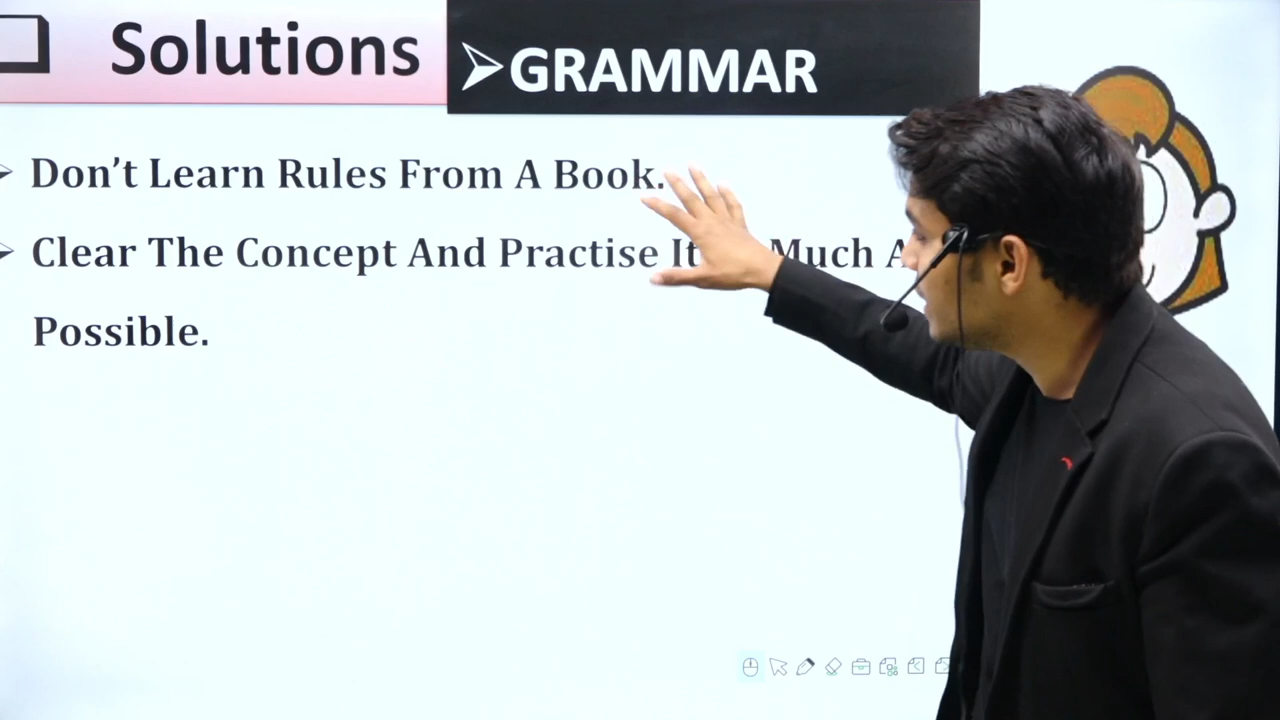 Solutions
GRAMMAR
Don't Learn Rules From A Book.
Clear The Concept And Practise It Much
Possible.